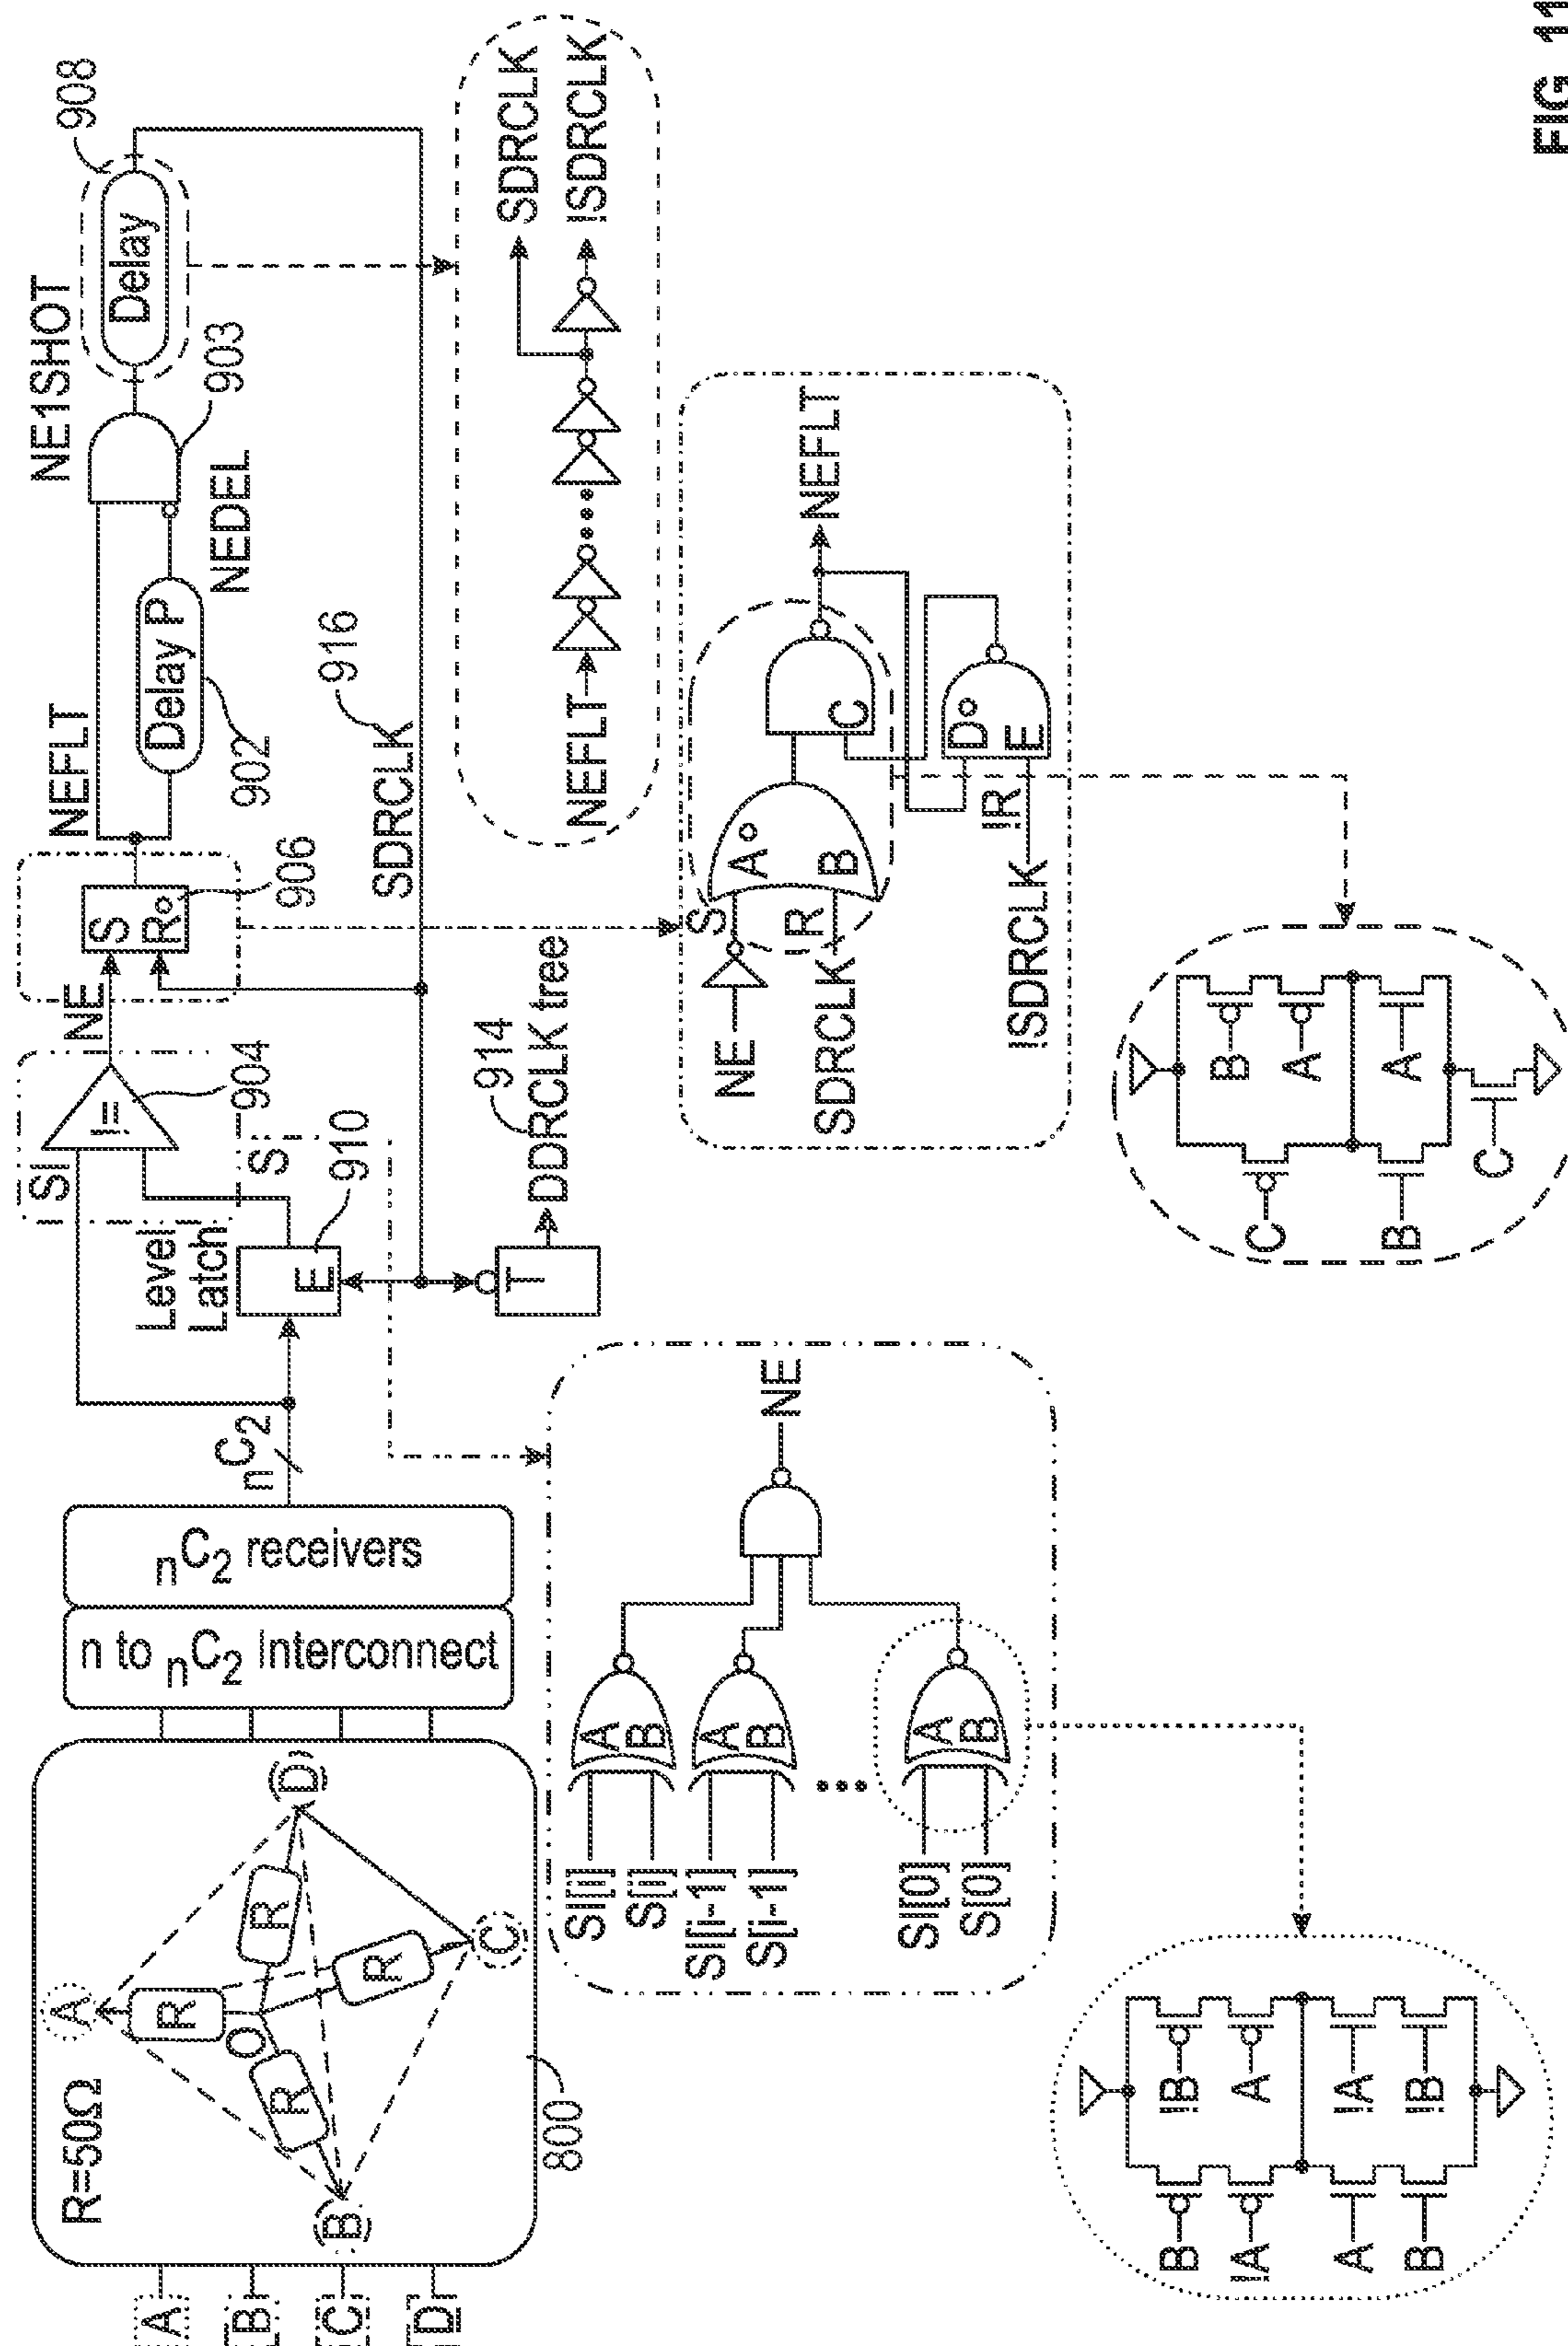 R=50Ω
A
B
C
D
A
(B)
(C)
(D)
O
R
R
R
R
800
n to nC2 Interconnect
nC2 receivers
nC2
Level
Latch
E
910
SI
S
!=
904
NE
S
R
906
NEFLT
Delay P
902
NEDEL
903
NE1SHOT
Delay
908
SDRCLK
916
T
DDRCLK tree
914
NEFLT
SDRCLK
!SDRCLK
SI[i]
S[i]
A
B
SI[i-1]
S[i-1]
A
B
SI[0]
S[0]
A
B
NE
NE
S
A
!R
B
SDRCLK
C
D
E
!R
!SDRCLK
NEFLT
B
!A
A
B
!B
A
!A
!B
C
B
B
A
A
C
FIG. 11